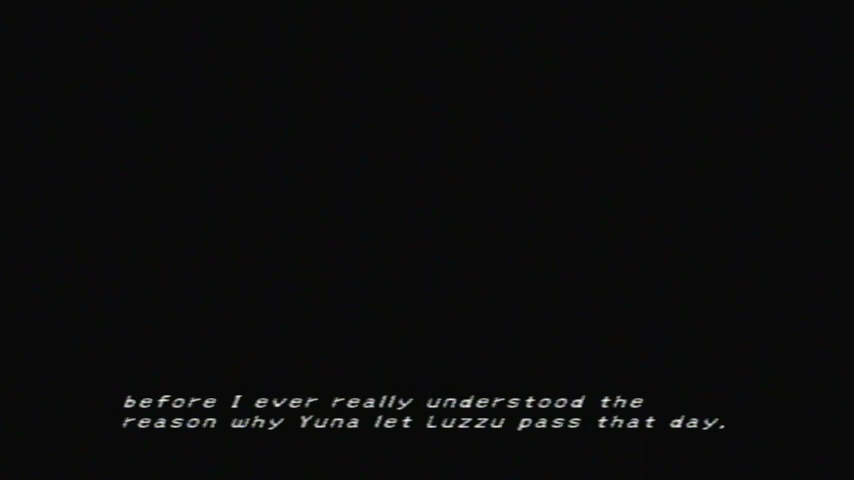 before I ever really understood the
reason why Yuna let Luzzu pass that day.